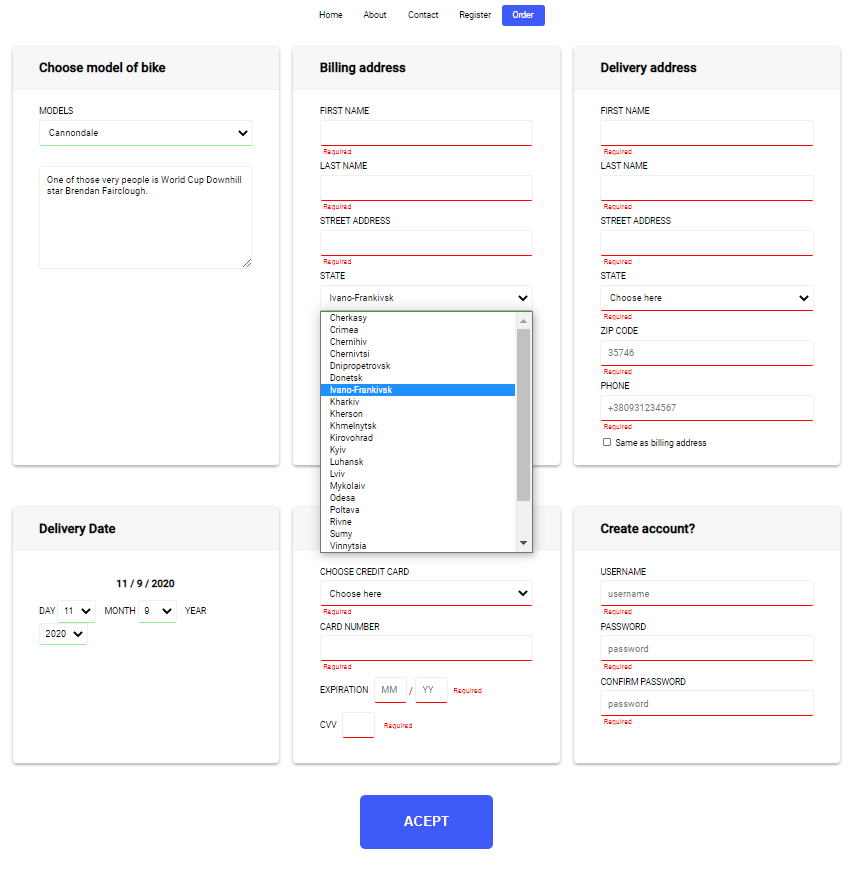 Home About Contact Register Order
Choose model of bike
MODELS
Cannondale
One of those very people is World Cup Downhill
star Brendan Fairclough.
Billing address
FIRST NAME
Required
LAST NAME
Required
STREET ADDRESS
Required
STATE
Ivano-Frankivsk
Cherkasy
Crimea
Chernihiv
Chernivtsi
Dnipropetrovsk
Donetsk
Ivano-Frankivsk
Kharkiv
Kherson
Khmelnytsk
Kirovohrad
Kyiv
Luhansk
Lviv
Mykolaiv
Odesa
Poltava
Rivne
Sumy
Vinnytsia
Delivery address
FIRST NAME
Required
LAST NAME
Required
STREET ADDRESS
Required
STATE
Choose here
Required
ZIP CODE
35746
Required
PHONE
+380931234567
Required
Same as billing address
Delivery Date
11 / 9 / 2020
DAY 11 MONTH 9 YEAR
2020
CHOOSE CREDIT CARD
Choose here
Required
CARD NUMBER
Required
EXPIRATION MM / YY Required
CVV Required
Create account?
USERNAME
username
Required
PASSWORD
password
Required
CONFIRM PASSWORD
password
Required
ACEPT